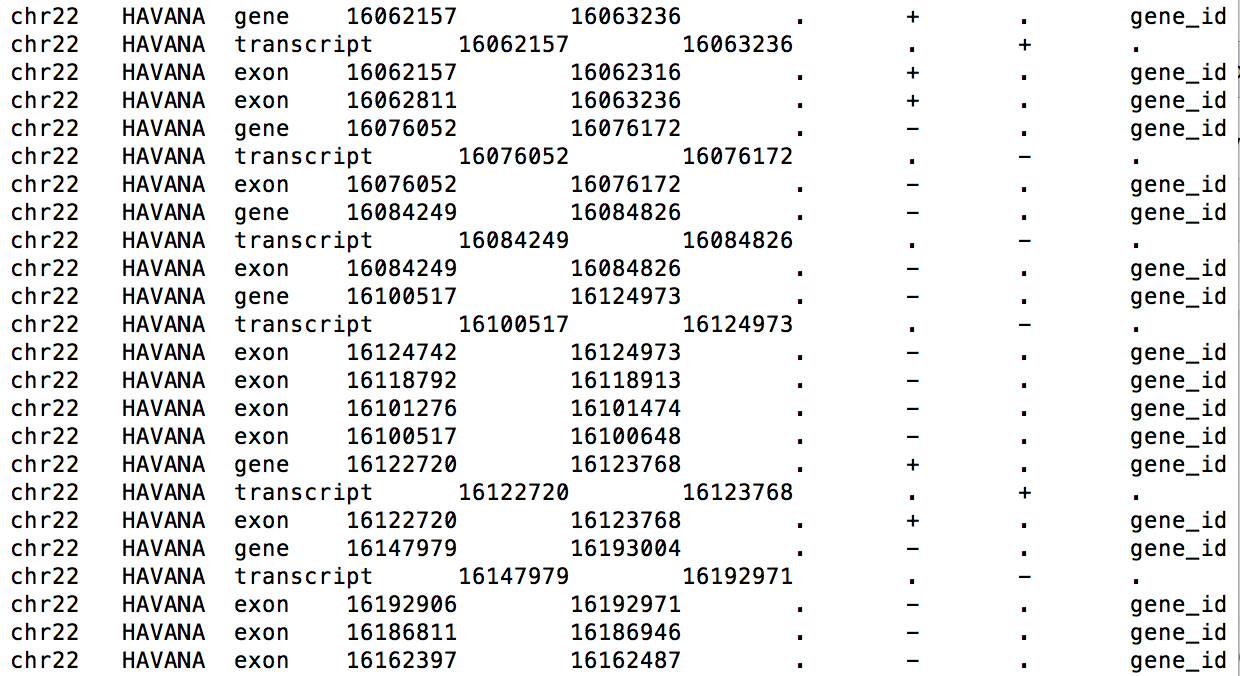 chr22 HAVANA gene 16062157 16063236 . + . gene_id
chr22 HAVANA transcript 16062157 16063236 . + .
chr22 HAVANA exon 16062157 16062316 . + . gene_id
chr22 HAVANA exon 16062811 16063236 . + . gene_id
chr22 HAVANA gene 16076052 16076172 . - . gene_id
chr22 HAVANA transcript 16076052 16076172 . - .
chr22 HAVANA exon 16076052 16076172 . - . gene_id
chr22 HAVANA gene 16084249 16084826 . - . gene_id
chr22 HAVANA transcript 16084249 16084826 . - .
chr22 HAVANA exon 16084249 16084826 . - . gene_id
chr22 HAVANA gene 16100517 16124973 . - . gene_id
chr22 HAVANA transcript 16100517 16124973 . - .
chr22 HAVANA exon 16124742 16124973 . - . gene_id
chr22 HAVANA exon 16118792 16118913 . - . gene_id
chr22 HAVANA exon 16101276 16101474 . - . gene_id
chr22 HAVANA exon 16100517 16100648 . - . gene_id
chr22 HAVANA gene 16122720 16123768 . + . gene_id
chr22 HAVANA transcript 16122720 16123768 . + .
chr22 HAVANA exon 16122720 16123768 . + . gene_id
chr22 HAVANA gene 16147979 16193004 . - . gene_id
chr22 HAVANA transcript 16147979 16192971 . - .
chr22 HAVANA exon 16192906 16192971 . - . gene_id
chr22 HAVANA exon 16186811 16186946 . - . gene_id
chr22 HAVANA exon 16162397 16162487 . - . gene_id